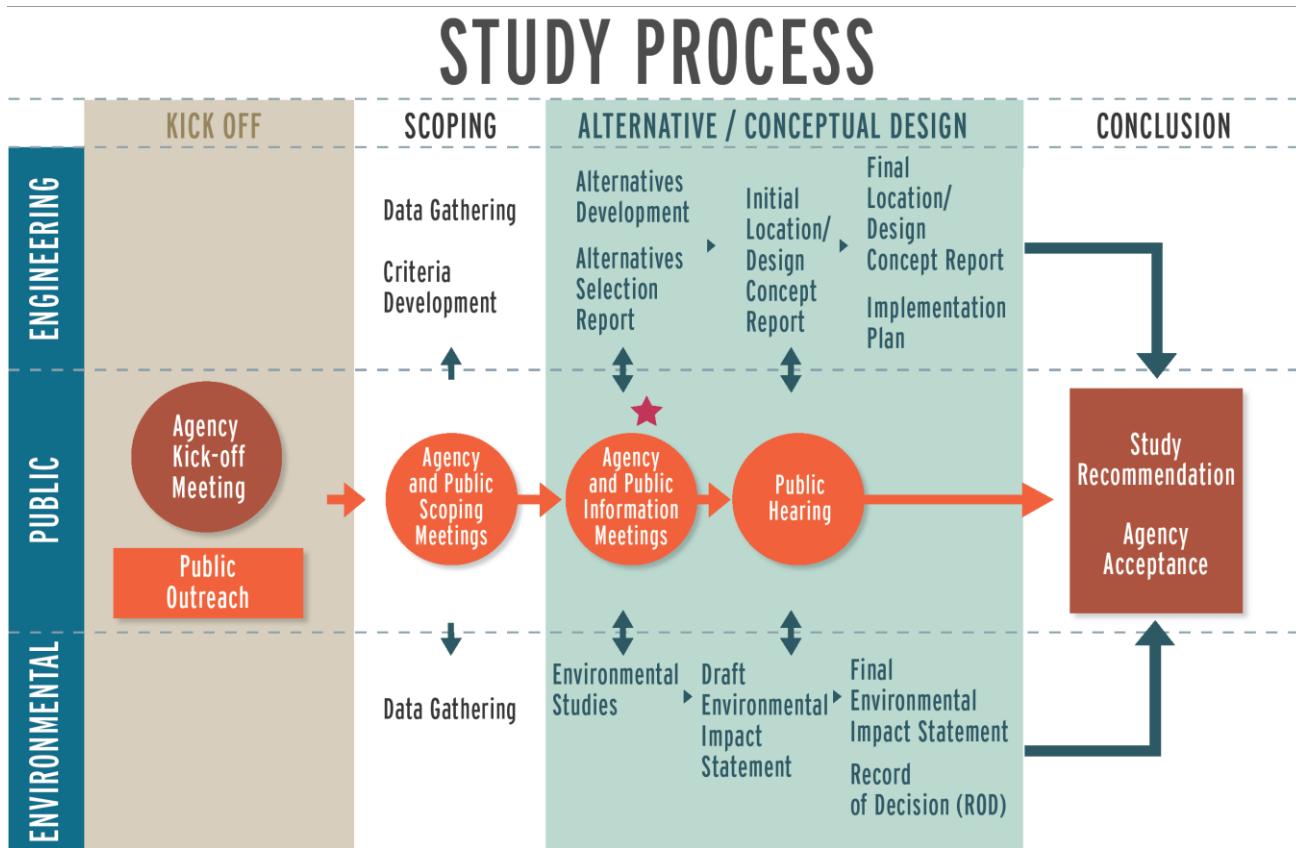 STUDY PROCESS
KICK OFF
SCOPING
ALTERNATIVE / CONCEPTUAL DESIGN
CONCLUSION
ENGINEERING
Data Gathering
Criteria
Development
Alternatives
Development
Alternatives
Selection
Report
Initial
Location/
Design
Concept
Report
Final
Location/
Design
Concept Report
Implementation
Plan
PUBLIC
Agency
Kick-off
Meeting
Public
Outreach
Agency
and Public
Scoping
Meetings
Agency
and Public
Information
Meetings
Public
Hearing
Study
Recommendation
Agency
Acceptance
ENVIRONMENTAL
Data Gathering
Environmental
Studies
Draft
Environmental
Impact
Statement
Final
Environmental
Impact Statement
Record
of Decision (ROD)